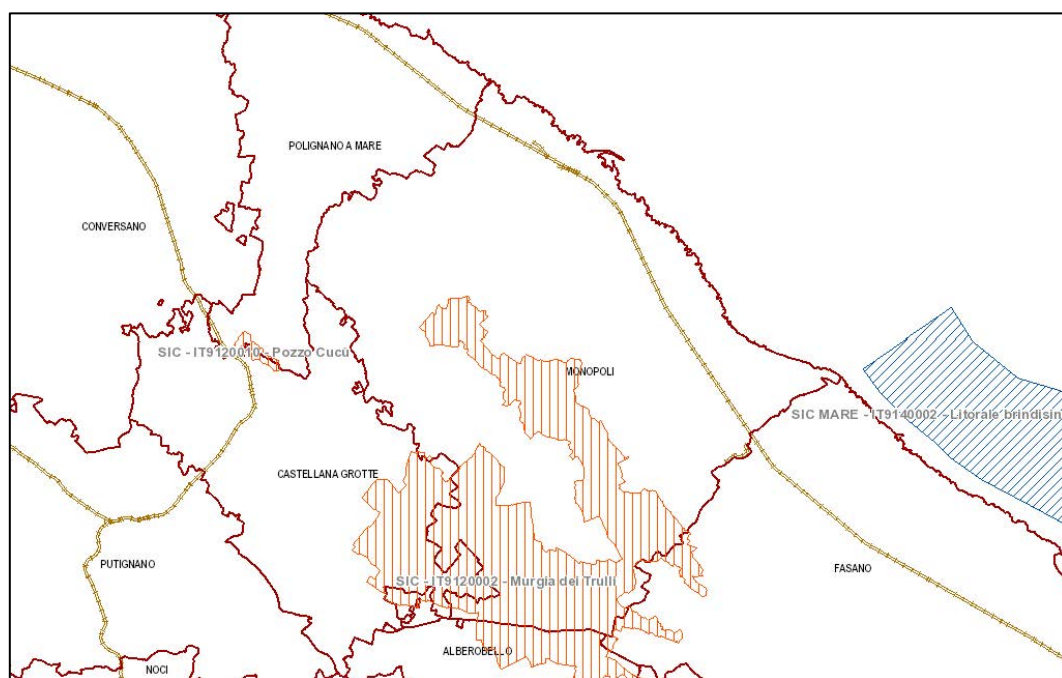 POLIGNANO A MARE
CONVERSANO
SIC - IT9120010 - Pozzo Cucù
MONOPOLI
SIC MARE - IT9140002 - Litorale brindisin
CASTELLANA GROTTE
PUTIGNANO
FASANO
SIC - IT9120002 - Murgia dei Trulli
ALBEROBELLO
NOCI